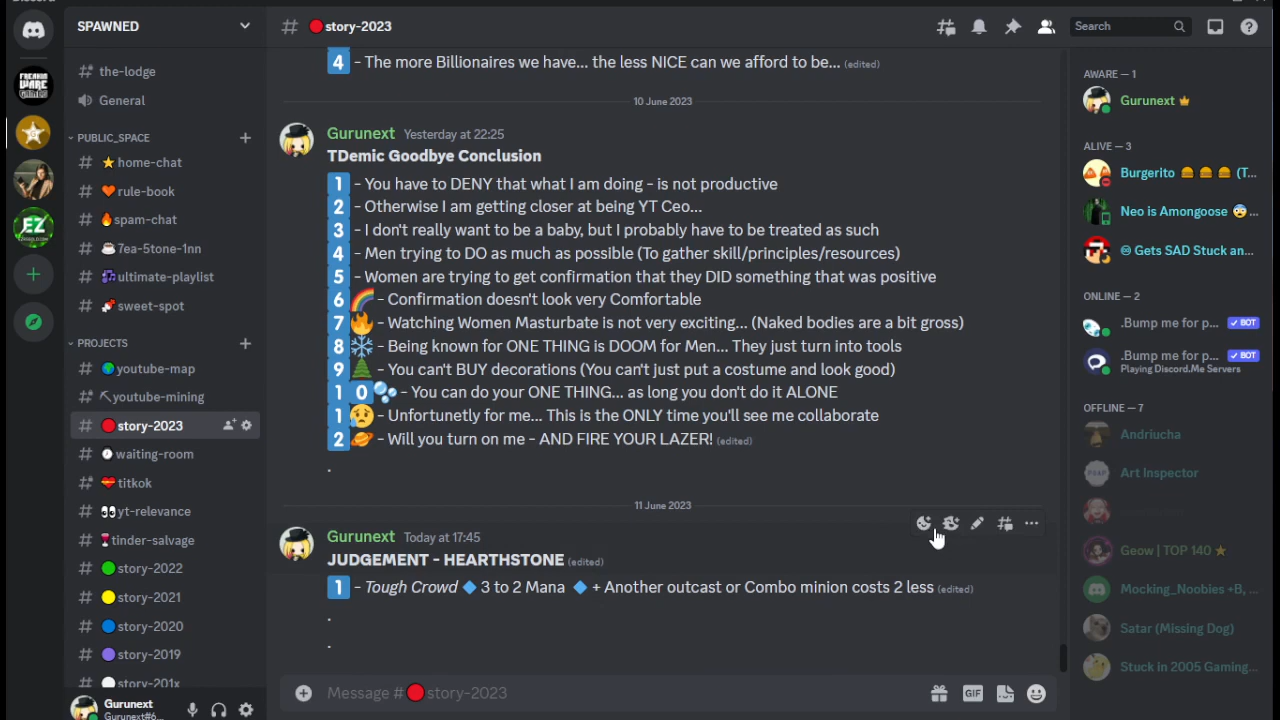 Discord
SPAWNED
the-lodge
General
PUBLIC_SPACE
home-chat
rule-book
spam-chat
7ea-5tone-1nn
ultimate-playlist
sweet-spot
PROJECTS
youtube-map
youtube-mining
story-2023
waiting-room
titkok
yt-relevance
tinder-salvage
story-2022
story-2021
story-2020
story-2019
story-201x
Gurunext
Gurunext#6...
FREAKIN WARE GAMERS
EZ
# story-2023
Search
4 - The more Billionaires we have... the less NICE can we afford to be... (edited)
10 June 2023
Gurunext Yesterday at 22:25
TDemic Goodbye Conclusion
1 - You have to DENY that what I am doing - is not productive
2 - Otherwise I am getting closer at being YT Ceo...
3 - I don't really want to be a baby, but I probably have to be treated as such
4 - Men trying to DO as much as possible (To gather skill/principles/resources)
5 - Women are trying to get confirmation that they DID something that was positive
6 🌈 - Confirmation doesn't look very Comfortable
7 🔥 - Watching Women Masturbate is not very exciting... (Naked bodies are a bit gross)
8 ❄️ - Being known for ONE THING is DOOM for Men... They just turn into tools
9 🌲 - You can't BUY decorations (You can't just put a costume and look good)
1 0 🫧 - You can do your ONE THING... as long you don't do it ALONE
1 😥 - Unfortunetly for me... This is the ONLY time you'll see me collaborate
2 🪐 - Will you turn on me - AND FIRE YOUR LAZER! (edited)
.
11 June 2023
Gurunext Today at 17:45
JUDGEMENT - HEARTHSTONE (edited)
1 - Tough Crowd 🔹 3 to 2 Mana 🔹 + Another outcast or Combo minion costs 2 less (edited)
.
.
Message # story-2023
GIF
AWARE — 1
Gurunext
ALIVE — 3
Burgerito 🍔 🍔 🍔 (T...
Neo is Amongoose 😨...
♾ Gets SAD Stuck an...
ONLINE — 2
.Bump me for p... ✓ BOT
.Bump me for p... ✓ BOT
Playing Discord.Me Servers
OFFLINE — 7
Andriucha
Art Inspector
Geow | TOP 140 ★
Mocking_Noobies +B, ...
Satar (Missing Dog)
Stuck in 2005 Gaming...